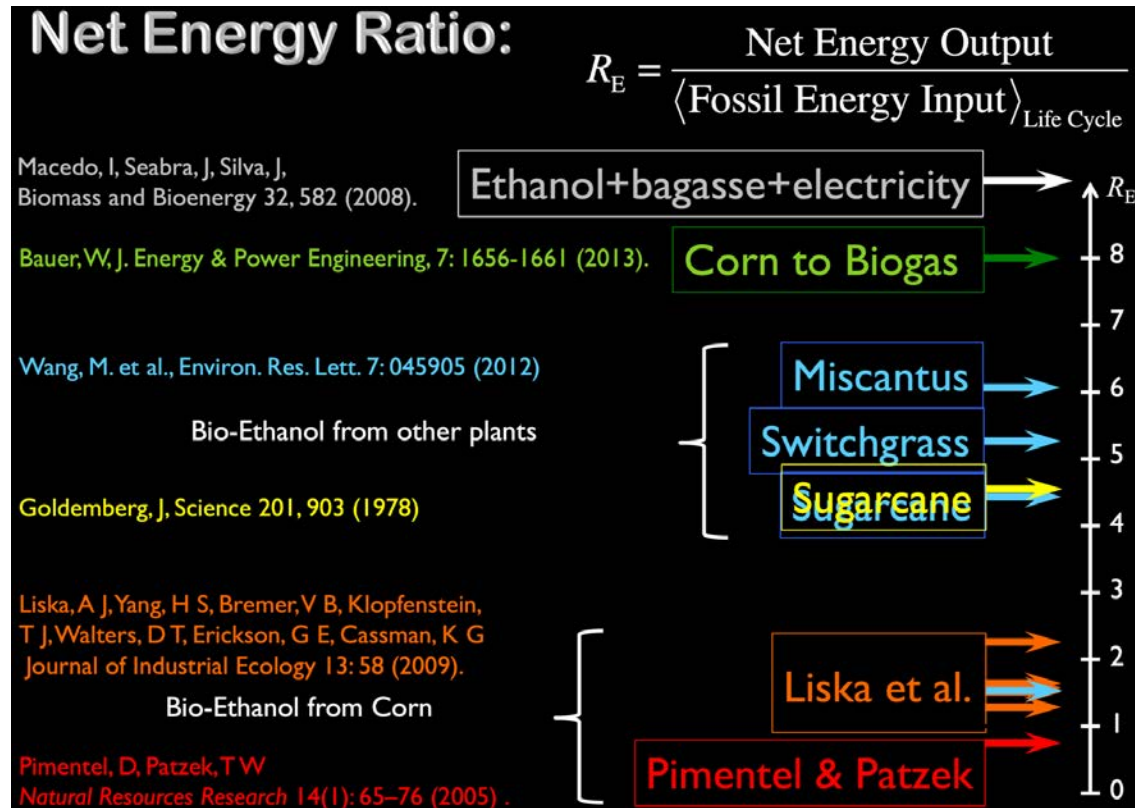 Net Energy Ratio:
R_E = Net Energy Output
⟨Fossil Energy Input⟩ Life Cycle
Macedo, I, Seabra, J, Silva, J,
Biomass and Bioenergy 32, 582 (2008).
Ethanol+bagasse+electricity
R_E
Bauer, W, J. Energy & Power Engineering, 7: 1656-1661 (2013).
Corn to Biogas
8
7
Wang, M. et al., Environ. Res. Lett. 7: 045905 (2012)
Miscantus
6
Bio-Ethanol from other plants
Switchgrass
5
Goldemberg, J, Science 201, 903 (1978)
Sugarcane
Sugarcane
4
3
Liska, A J, Yang, H S, Bremer, V B, Klopfenstein,
T J, Walters, D T, Erickson, G E, Cassman, K G
Journal of Industrial Ecology 13: 58 (2009).
2
Liska et al.
Bio-Ethanol from Corn
1
Pimentel, D, Patzek, T W
Natural Resources Research 14(1): 65–76 (2005) .
Pimentel & Patzek
0